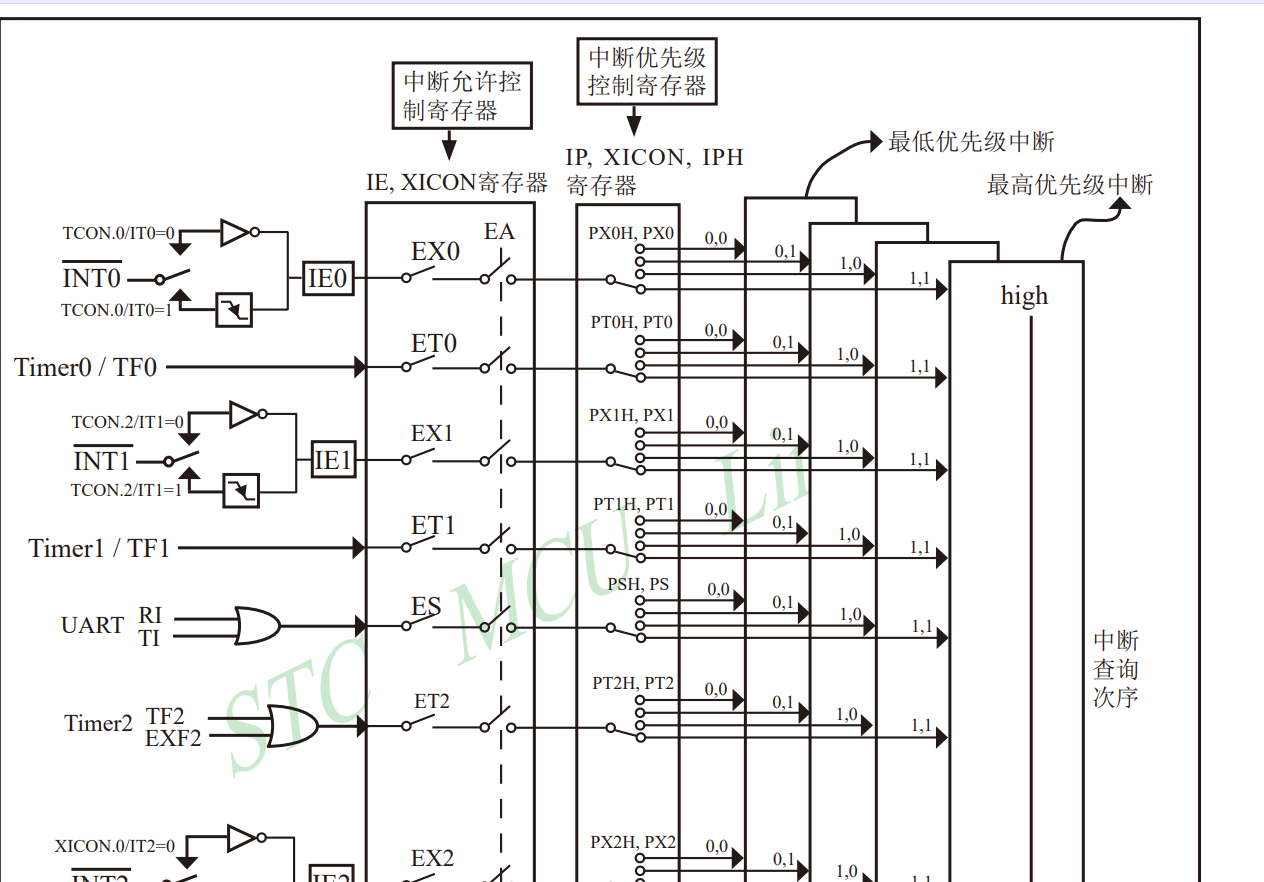 中断允许控
制寄存器
中断优先级
控制寄存器
IE, XICON寄存器
IP, XICON, IPH
寄存器
最低优先级中断
最高优先级中断
TCON.0/IT0=0
INT0
TCON.0/IT0=1
IE0
EX0
EA
PX0H, PX0
0,0
0,1
1,0
1,1
high
Timer0 / TF0
ET0
PT0H, PT0
0,0
0,1
1,0
1,1
TCON.2/IT1=0
INT1
TCON.2/IT1=1
IE1
EX1
PX1H, PX1
0,0
0,1
1,0
1,1
Timer1 / TF1
ET1
PT1H, PT1
0,0
0,1
1,0
1,1
UART
RI
TI
ES
PSH, PS
0,0
0,1
1,0
1,1
中断
查询
次序
Timer2
TF2
EXF2
ET2
PT2H, PT2
0,0
0,1
1,0
1,1
XICON.0/IT2=0
INT2
IE2
EX2
PX2H, PX2
0,0
0,1
1,0
1,1
STC MCU Li